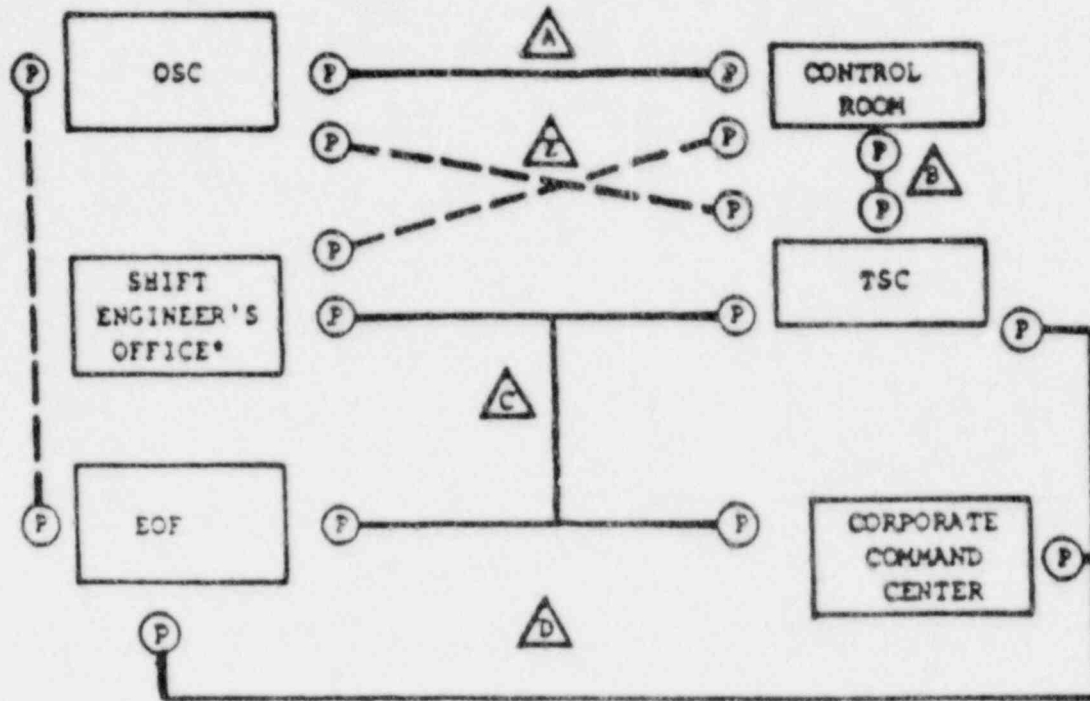 A
P OSC P P CONTROL
ROOM
P P P
B
P P P
SHIFT
ENGINEER'S
OFFICE*
P P TSC P
C
P EOF P P CORPORATE
COMMAND
CENTER
P
P D